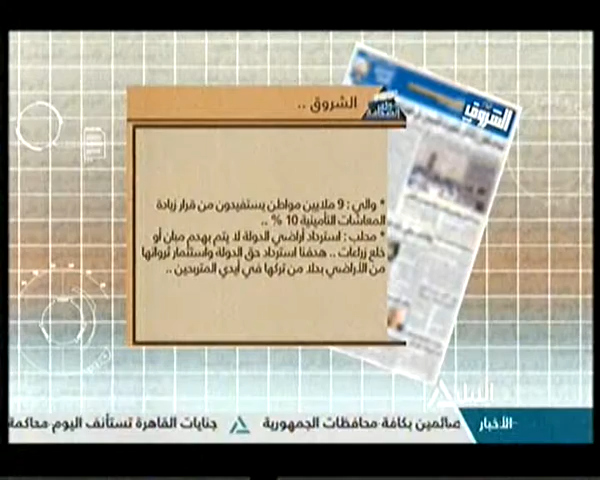 الشروق ..
الشروق
* والي : 9 ملايين مواطن يستفيدون من قرار زيادة
المعاشات التأمينية 10 % ..
* محلب : استرداد أراضي الدولة لا يتم بهدم مبان أو
خلع زراعات .. هدفنا استرداد حق الدولة واستثمار ثرواتها
من الأراضي بدلا من تركها في أيدي المتربحين ..
الأخبار
صائمين بكافة محافظات الجمهورية
جنايات القاهرة تستأنف اليوم محاكمة